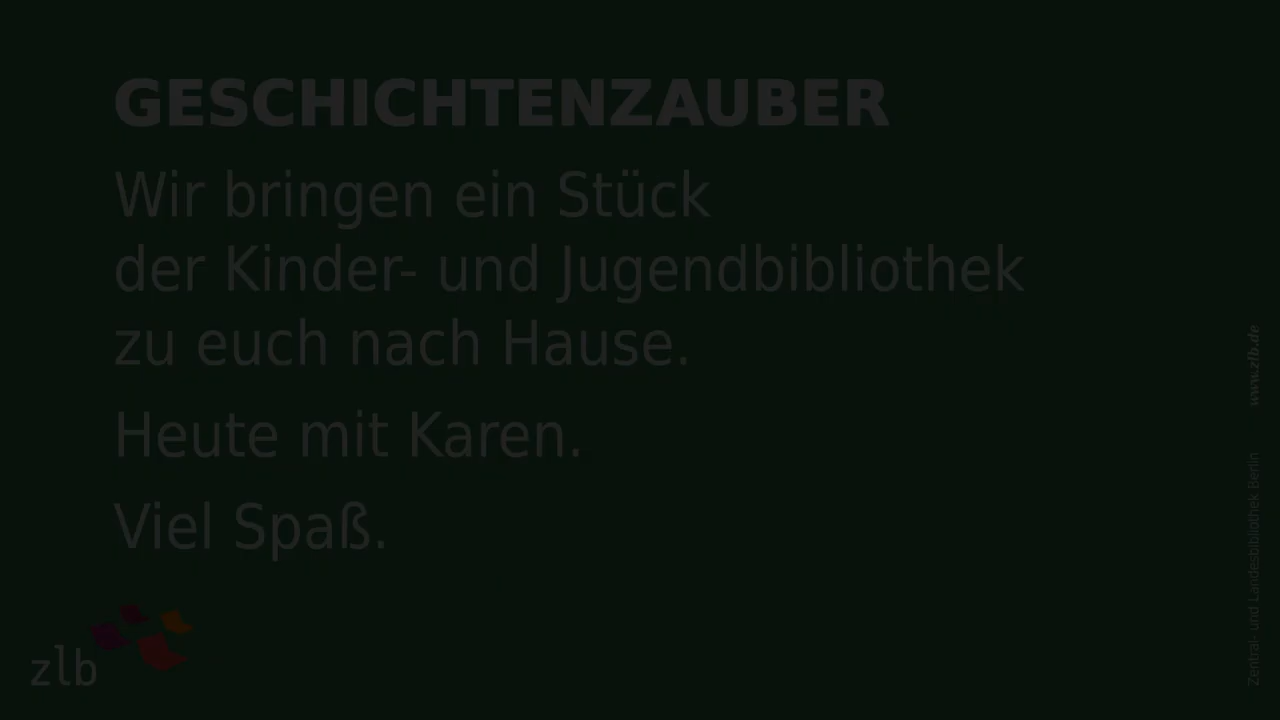 GESCHICHTENZAUBER
Wir bringen ein Stück
der Kinder- und Jugendbibliothek
zu euch nach Hause.
Heute mit Karen.
Viel Spaß.
zlb
Zentral- und Landesbibliothek Berlin www.zlb.de